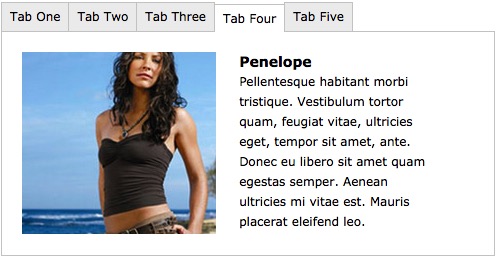 Tab One Tab Two Tab Three Tab Four Tab Five
Penelope
Pellentesque habitant morbi
tristique. Vestibulum tortor
quam, feugiat vitae, ultricies
eget, tempor sit amet, ante.
Donec eu libero sit amet quam
egestas semper. Aenean
ultricies mi vitae est. Mauris
placerat eleifend leo.